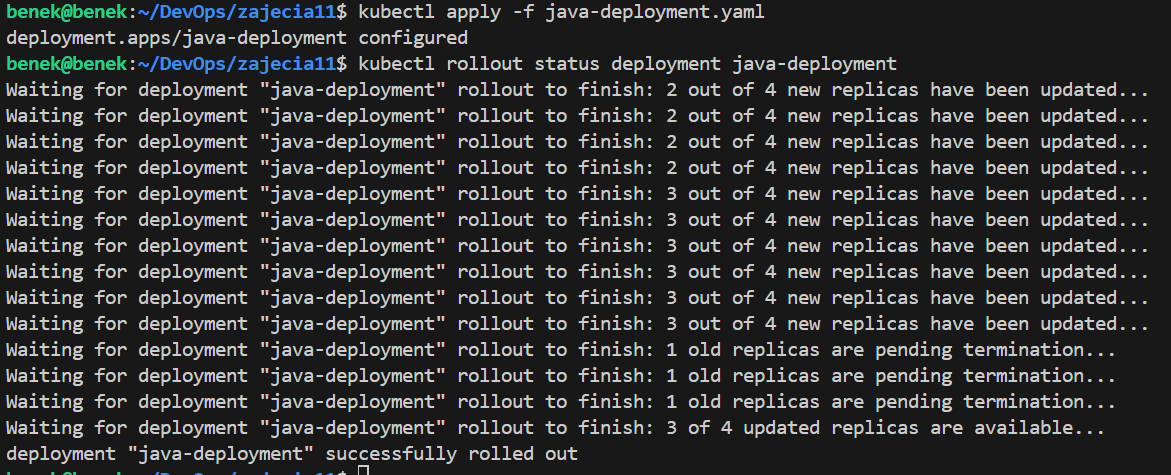 benek@benek:~/DevOps/zajecia11$ kubectl apply -f java-deployment.yaml
deployment.apps/java-deployment configured
benek@benek:~/DevOps/zajecia11$ kubectl rollout status deployment java-deployment
Waiting for deployment "java-deployment" rollout to finish: 2 out of 4 new replicas have been updated...
Waiting for deployment "java-deployment" rollout to finish: 2 out of 4 new replicas have been updated...
Waiting for deployment "java-deployment" rollout to finish: 2 out of 4 new replicas have been updated...
Waiting for deployment "java-deployment" rollout to finish: 2 out of 4 new replicas have been updated...
Waiting for deployment "java-deployment" rollout to finish: 3 out of 4 new replicas have been updated...
Waiting for deployment "java-deployment" rollout to finish: 3 out of 4 new replicas have been updated...
Waiting for deployment "java-deployment" rollout to finish: 3 out of 4 new replicas have been updated...
Waiting for deployment "java-deployment" rollout to finish: 3 out of 4 new replicas have been updated...
Waiting for deployment "java-deployment" rollout to finish: 3 out of 4 new replicas have been updated...
Waiting for deployment "java-deployment" rollout to finish: 3 out of 4 new replicas have been updated...
Waiting for deployment "java-deployment" rollout to finish: 1 old replicas are pending termination...
Waiting for deployment "java-deployment" rollout to finish: 1 old replicas are pending termination...
Waiting for deployment "java-deployment" rollout to finish: 1 old replicas are pending termination...
Waiting for deployment "java-deployment" rollout to finish: 3 of 4 updated replicas are available...
deployment "java-deployment" successfully rolled out
benek@benek:~/DevOps/zajecia11$